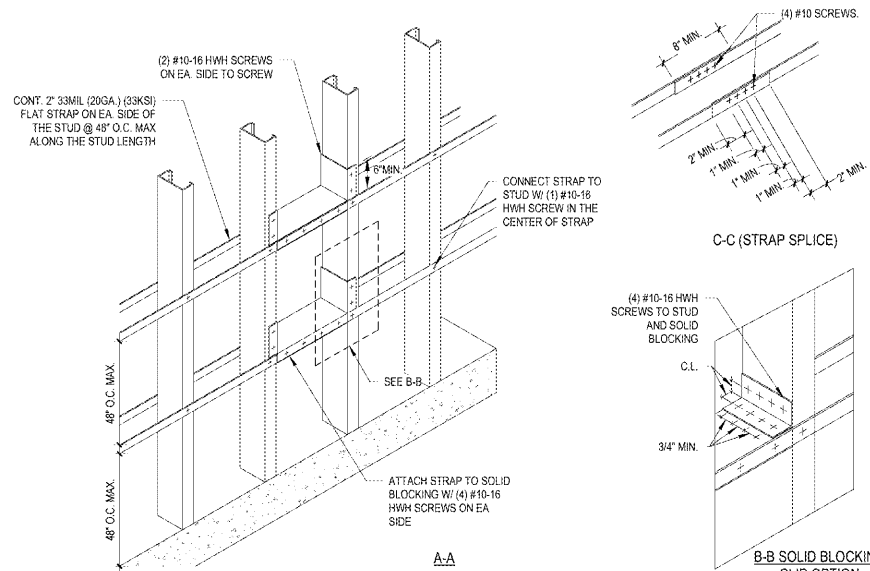 (2) #10-16 HWH SCREWS
ON EA. SIDE TO SCREW
CONT. 2" 33MIL (20GA.) (33KSI)
FLAT STRAP ON EA. SIDE OF
THE STUD @ 48" O.C. MAX
ALONG THE STUD LENGTH
6"MIN.
CONNECT STRAP TO
STUD W/ (1) #10-16
HWH SCREW IN THE
CENTER OF STRAP
SEE B-B
48" O.C. MAX.
48" O.C. MAX.
ATTACH STRAP TO SOLID
BLOCKING W/ (4) #10-16
HWH SCREWS ON EA
SIDE
A-A
(4) #10 SCREWS.
8" MIN.
2" MIN.
1" MIN.
1" MIN.
1" MIN.
2" MIN.
C-C (STRAP SPLICE)
(4) #10-16 HWH
SCREWS TO STUD
AND SOLID
BLOCKING
C.L.
3/4" MIN.
B-B SOLID BLOCKIN